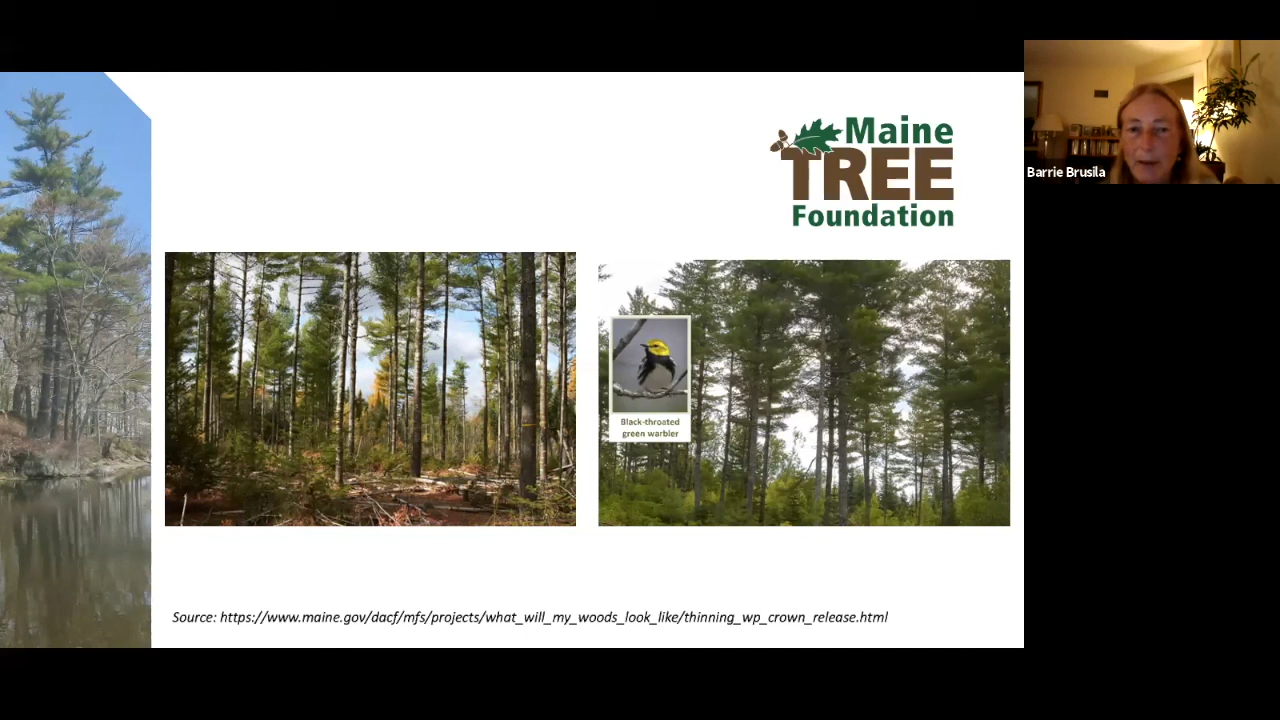 Maine
TREE
Foundation
Barrie Brusila
Black-throated
green warbler
Source: https://www.maine.gov/dacf/mfs/projects/what_will_my_woods_look_like/thinning_wp_crown_release.html